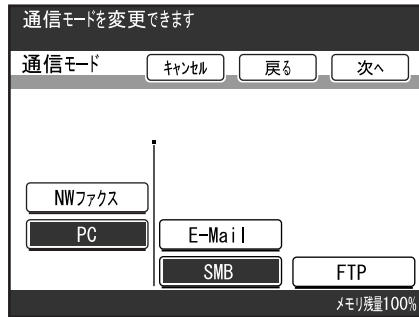 通信モードを変更できます
通信モード キャンセル 戻る 次へ
NWファクス
PC E-Mail
SMB FTP
メモリ残量100%